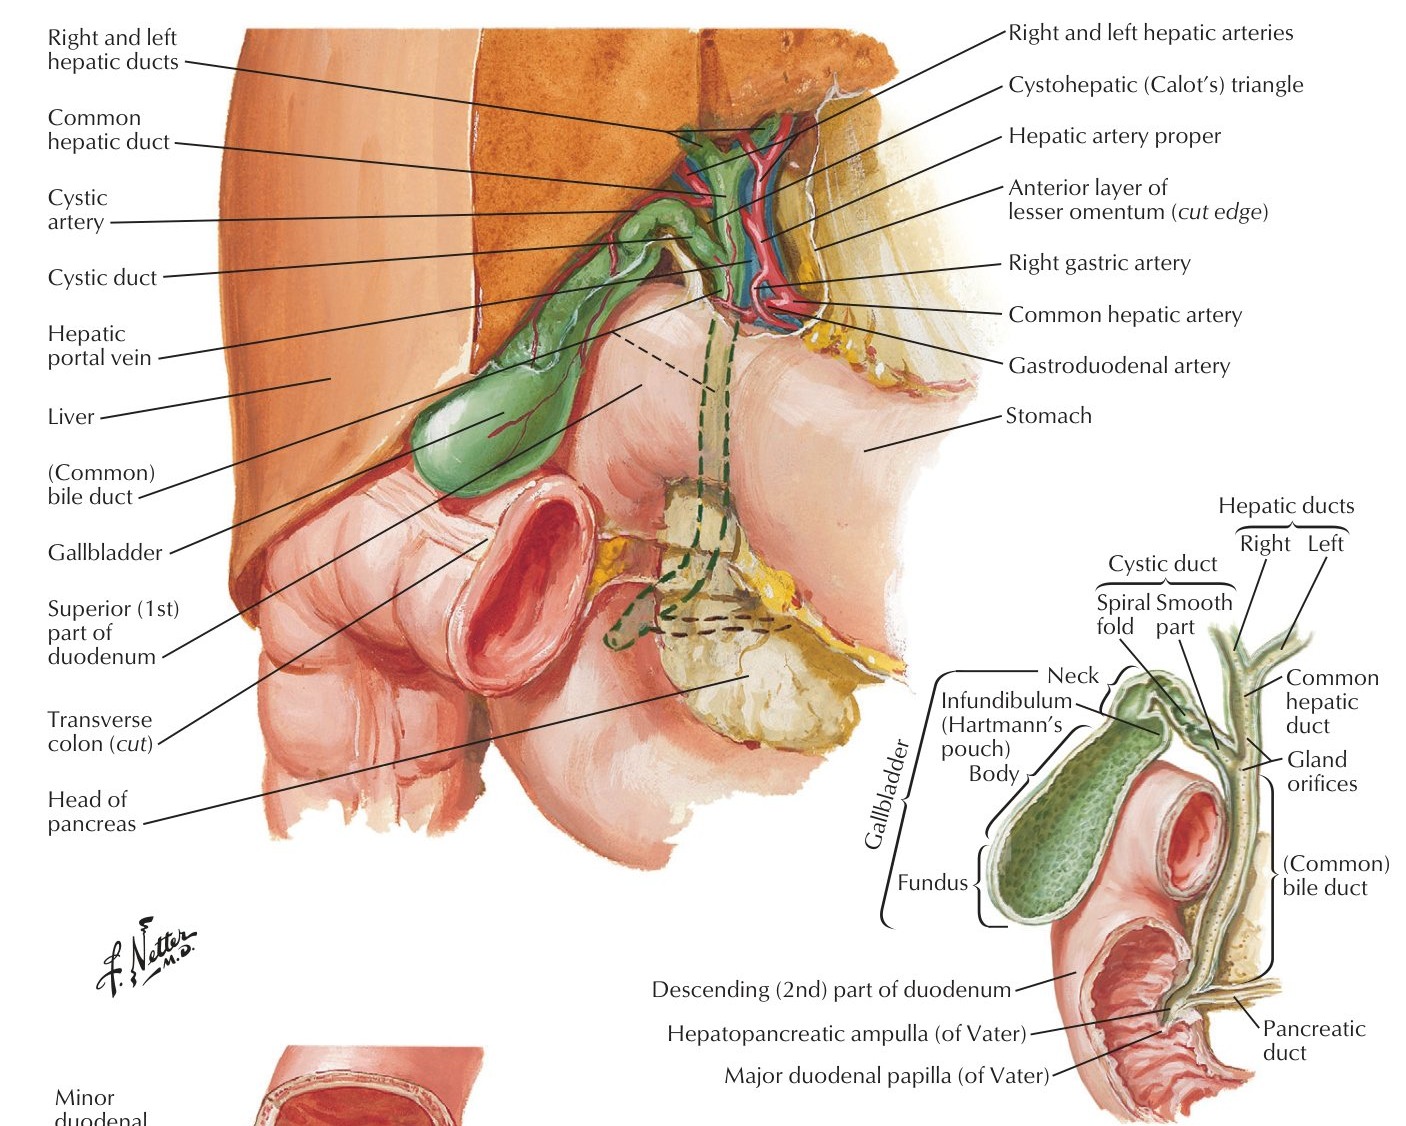 Right and left
hepatic ducts
Common
hepatic duct
Cystic
artery
Cystic duct
Hepatic
portal vein
Liver
(Common)
bile duct
Gallbladder
Superior (1st)
part of
duodenum
Transverse
colon (cut)
Head of
pancreas
Right and left hepatic arteries
Cystohepatic (Calot's) triangle
Hepatic artery proper
Anterior layer of
lesser omentum (cut edge)
Right gastric artery
Common hepatic artery
Gastroduodenal artery
Stomach
Hepatic ducts
Right Left
Cystic duct
Spiral Smooth
fold part
Neck
Infundibulum
(Hartmann's
pouch)
Body
Gallbladder
Fundus
Common
hepatic
duct
Gland
orifices
(Common)
bile duct
Descending (2nd) part of duodenum
Hepatopancreatic ampulla (of Vater)
Major duodenal papilla (of Vater)
Pancreatic
duct
F. Netter
M.D.
Minor
duodenal